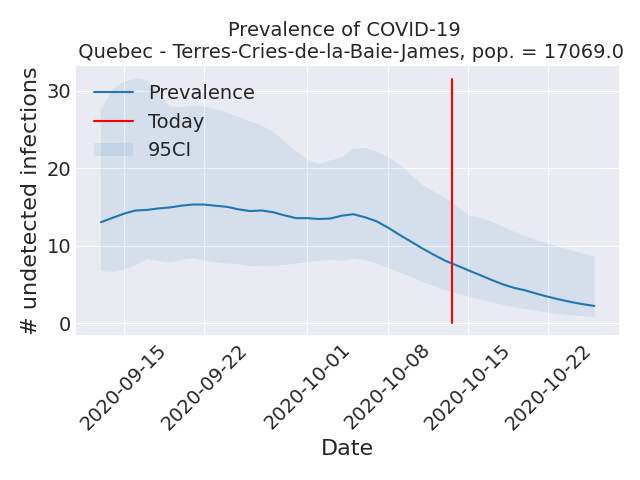 Prevalence of COVID-19
Quebec - Terres-Cries-de-la-Baie-James, pop. = 17069.0
# undetected infections
30
20
10
0
Prevalence
Today
95CI
2020-09-15
2020-09-22
2020-10-01
2020-10-08
2020-10-15
2020-10-22
Date